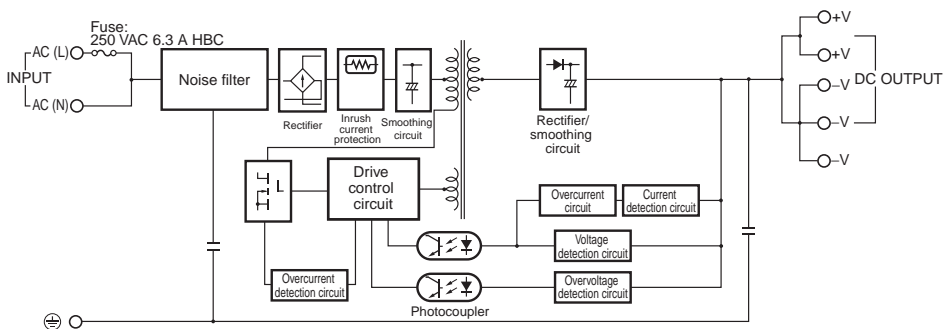 Fuse:
250 VAC 6.3 A HBC
AC (L)
INPUT
AC (N)
Noise filter
Rectifier
Inrush
current
protection
Smoothing
circuit
Rectifier/
smoothing
circuit
+V
+V
–V
DC OUTPUT
–V
–V
Drive
control
circuit
Overcurrent
circuit
Current
detection circuit
Voltage
detection circuit
Overcurrent
detection circuit
Overvoltage
detection circuit
Photocoupler